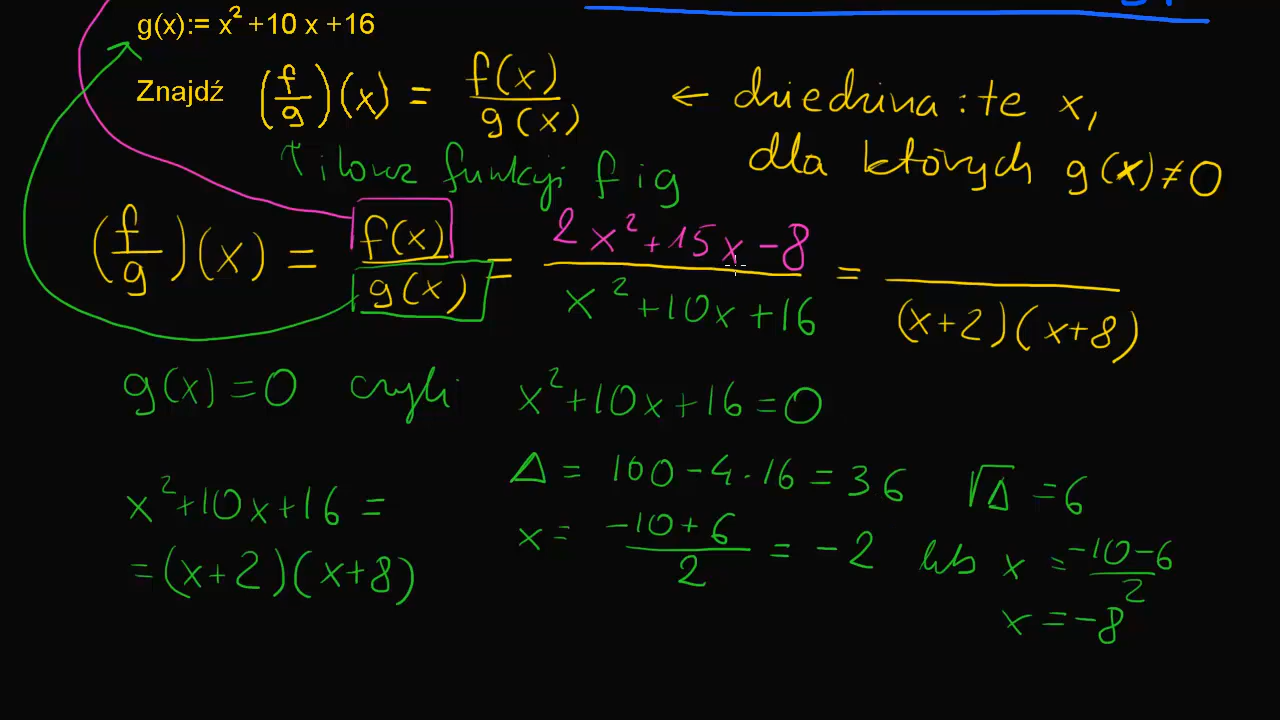 g(x):= x² +10 x +16
Znajdź (f/g)(x) = f(x)/g(x) ← dziedzina : te x,
dla których g(x) ≠ 0
↑ iloraz funkcji f i g
(f/g)(x) = f(x)/g(x) = (2x²+15x-8)/(x²+10x+16) = /(x+2)(x+8)
g(x) = 0 czyli x²+10x+16=0
Δ = 100-4·16=36 √Δ = 6
x²+10x+16 =
x = (-10+6)/2 = -2 lub x = (-10-6)/2
=(x+2)(x+8)
x = -8